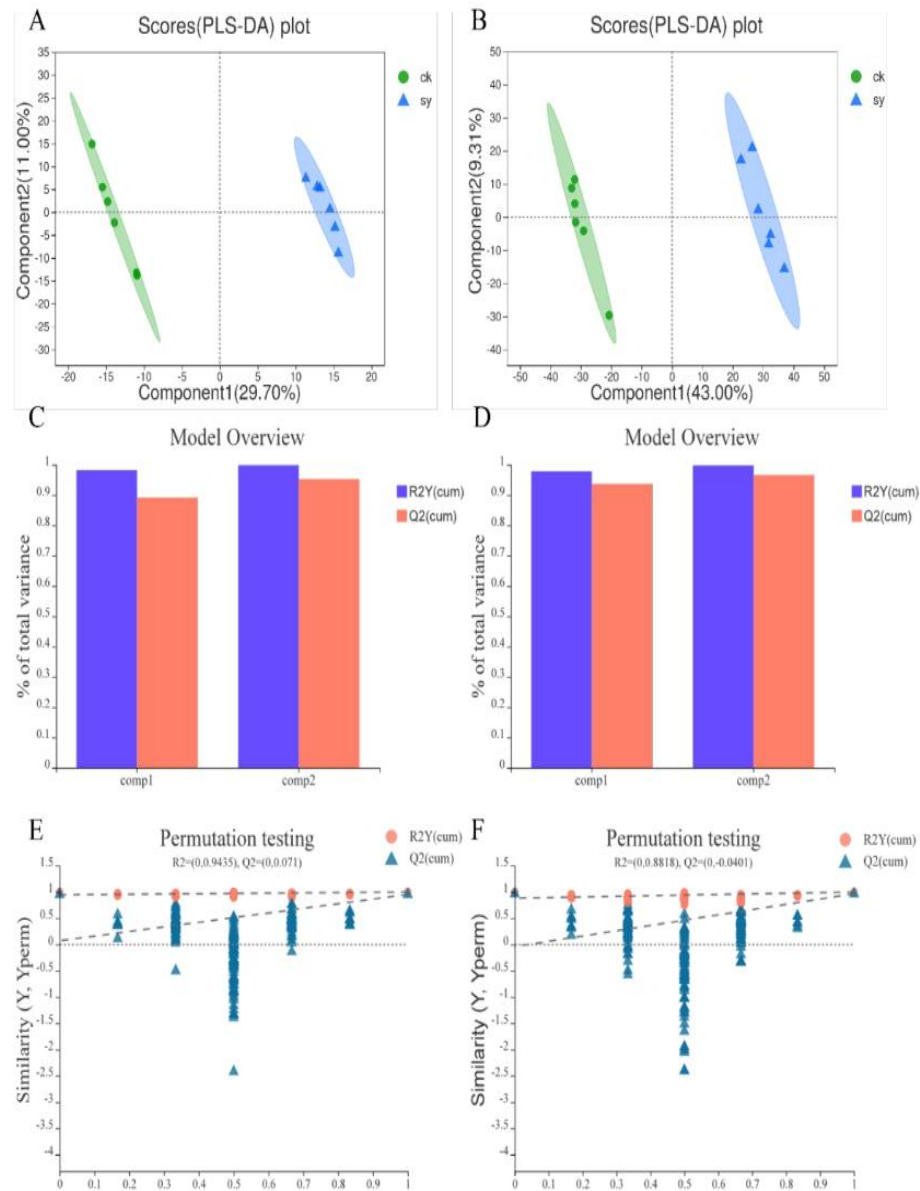 A
Scores(PLS-DA) plot
Component2(11.00%)
35
30
25
20
15
10
5
0
-5
-10
-15
-20
-25
-30
-20 -15 -10 -5 0 5 10 15 20
Component1(29.70%)
ck
sy
B
Scores(PLS-DA) plot
Component2(9.31%)
50
40
30
20
10
0
-10
-20
-30
-40
-50 -40 -30 -20 -10 0 10 20 30 40 50
Component1(43.00%)
ck
sy
C
Model Overview
% of total variance
1
0.9
0.8
0.7
0.6
0.5
0.4
0.3
0.2
0.1
0
comp1 comp2
R2Y(cum)
Q2(cum)
D
Model Overview
% of total variance
1
0.9
0.8
0.7
0.6
0.5
0.4
0.3
0.2
0.1
0
comp1 comp2
R2Y(cum)
Q2(cum)
E
Permutation testing
R2=(0,0.9435), Q2=(0,0.071)
R2Y(cum)
Q2(cum)
Similarity (Y, Yperm)
1.5
1
0.5
0
-0.5
-1
-1.5
-2
-2.5
-3
-3.5
-4
0 0.1 0.2 0.3 0.4 0.5 0.6 0.7 0.8 0.9 1
F
Permutation testing
R2=(0,0.8818), Q2=(0,-0.0401)
R2Y(cum)
Q2(cum)
Similarity (Y, Yperm)
1.5
1
0.5
0
-0.5
-1
-1.5
-2
-2.5
-3
-3.5
-4
0 0.1 0.2 0.3 0.4 0.5 0.6 0.7 0.8 0.9 1